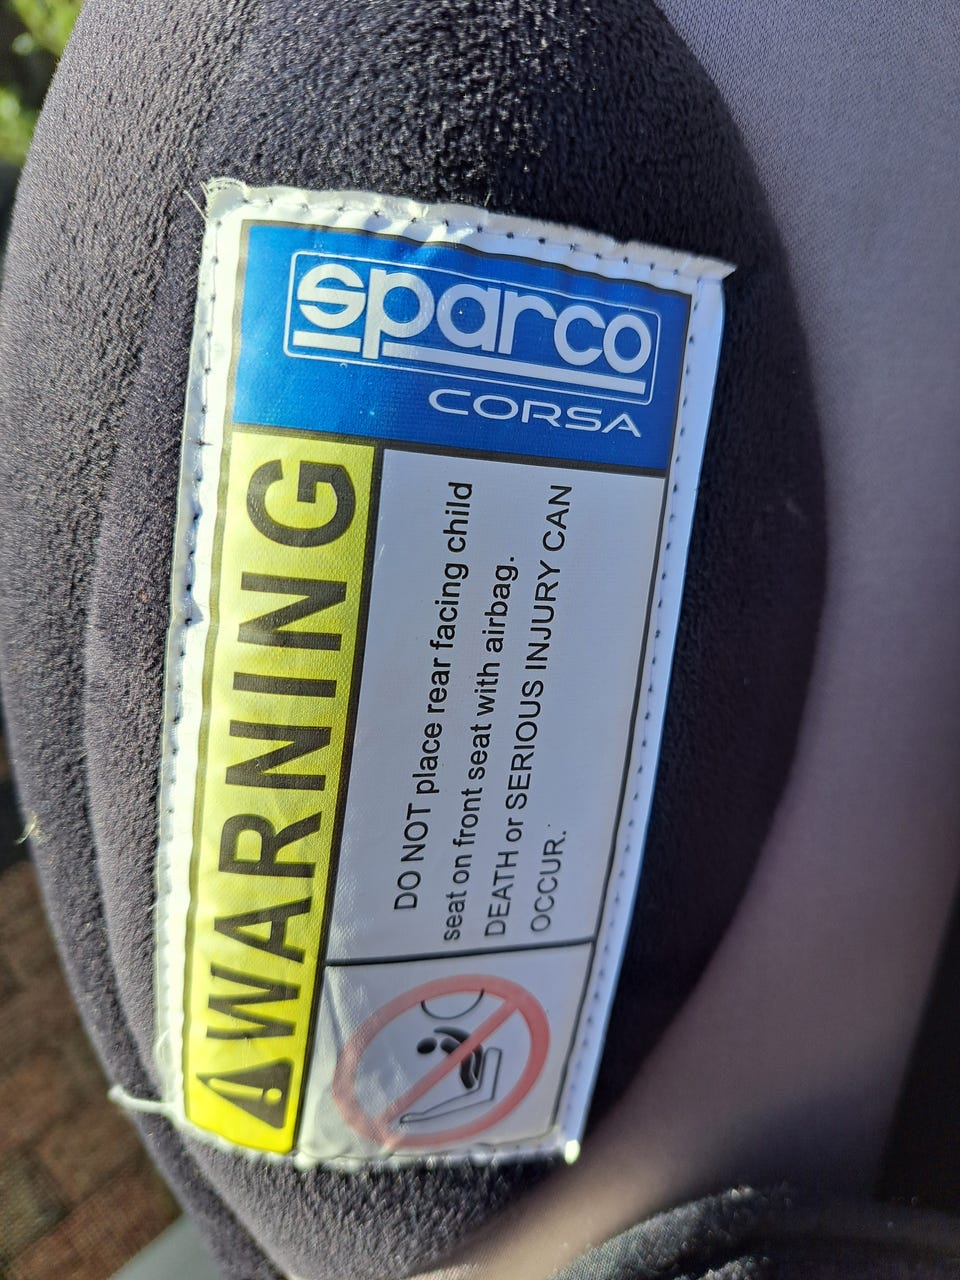 sparco
CORSA
WARNING
DO NOT place rear facing child
seat on front seat with airbag.
DEATH or SERIOUS INJURY CAN
OCCUR.